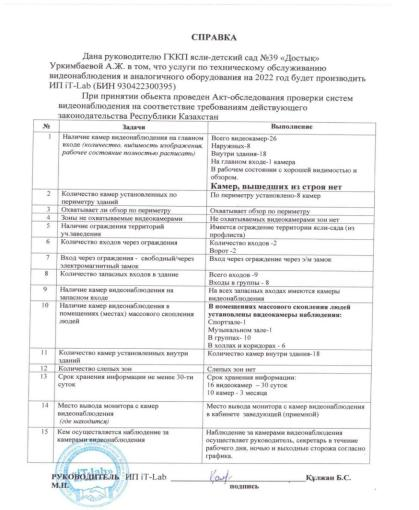 СПРАВКА
Дана руководителю ГККП ясли-детский сад №39 «Достык»
Уркимбаевой А.Ж. в том, что услуги по техническому обслуживанию
видеонаблюдения и аналогичного оборудования на 2022 год будет производить
ИП iT-Lab (БИН 930422300395)
При принятии объекта проведен Акт-обследования проверки систем
видеонаблюдения на соответствие требованиям действующего
законодательства Республики Казахстан
№ Задачи Выполнение
1 Наличие камер видеонаблюдения на главном
входе (количество, видимость изображения,
рабочее состояние полностью расписать)
Всего видеокамер-26
Наружных-8
Внутри здания-18
На главном входе-1 камера
В рабочем состоянии с хорошей видимостью и
обзором.
Камер, вышедших из строя нет
2 Количество камер установленных по
периметру здания
По периметру установлено-8 камер
3 Охватывает ли обзор по периметру Охватывает обзор по периметру
4 Зоны не охватываемые видеокамерами Не охватываемых видеокамерами зон нет
5 Наличие ограждения территорий
уч.заведения
Имеется ограждение территории ясли-сада (из
профлиста)
6 Количество входов через ограждения Количество входов -2
Ворот -2
7 Вход через ограждения - свободный/через
электромагнитный замок
Вход через ограждение через э/м замок
8 Количество запасных входов в здание Всего входов -9
Входы в группы - 8
9 Наличие камер видеонаблюдения на
запасном входе
На всех запасных входах имеются камеры
видеонаблюдения
10 Наличие камер видеонаблюдения в
помещениях (местах) массового скопления
людей
В помещениях массового скопления людей
установлены видеокамеры наблюдения:
Спортзале-1
Музыкальном зале-1
В группах- 10
В холлах и коридорах - 6
11 Количество камер установленных внутри
зданий
Количество камер внутри здания-18
12 Количество слепых зон Слепых зон нет
13 Срок хранения информации не менее 30-ти
суток
Срок хранения информации:
16 видеокамер – 30 суток
10 камер - 3 месяца
14 Место вывода монитора с камер
видеонаблюдения
(где находится)
Место вывода монитора с камер видеонаблюдения
в кабинете заведующей (приемной)
15 Кем осуществляется наблюдение за
камерами видеонаблюдения
Наблюдение за камерами видеонаблюдения
осуществляет руководитель, секретарь в течение
рабочего дня, ночью и выходные сторожа согласно
графика.
«iT-Lab»
РУКОВОДИТЕЛЬ ИП iT-Lab Құлжан Б.С.
М.П. подпись